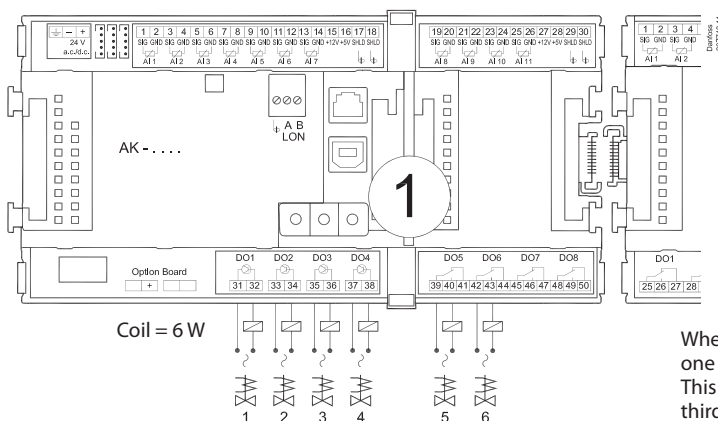 ⏚ – +
24 V
a.c./d.c.
1 2 3 4 5 6 7 8 9 10 11 12 13 14 15 16 17 18
SIG GND SIG GND SIG GND SIG GND SIG GND SIG GND SIG GND +12V +5V SHLD SHLD
AI 1 AI 2 AI 3 AI 4 AI 5 AI 6 AI 7
19 20 21 22 23 24 25 26 27 28 29 30
SIG GND SIG GND SIG GND SIG GND +12V +5V SHLD SHLD
AI 8 AI 9 AI 10 AI 11
1 2 3 4
SIG GND SIG GND
AI 1 AI 2
Danfoss
A B
LON
AK - . . . .
1
Option Board
+
DO1 DO2 DO3 DO4
31 32 33 34 35 36 37 38
DO5 DO6 DO7 DO8
39 40 41 42 43 44 45 46 47 48 49 50
DO1
25 26 27 28
Coil = 6 W
1 2 3 4 5 6
Whe
one
This
third